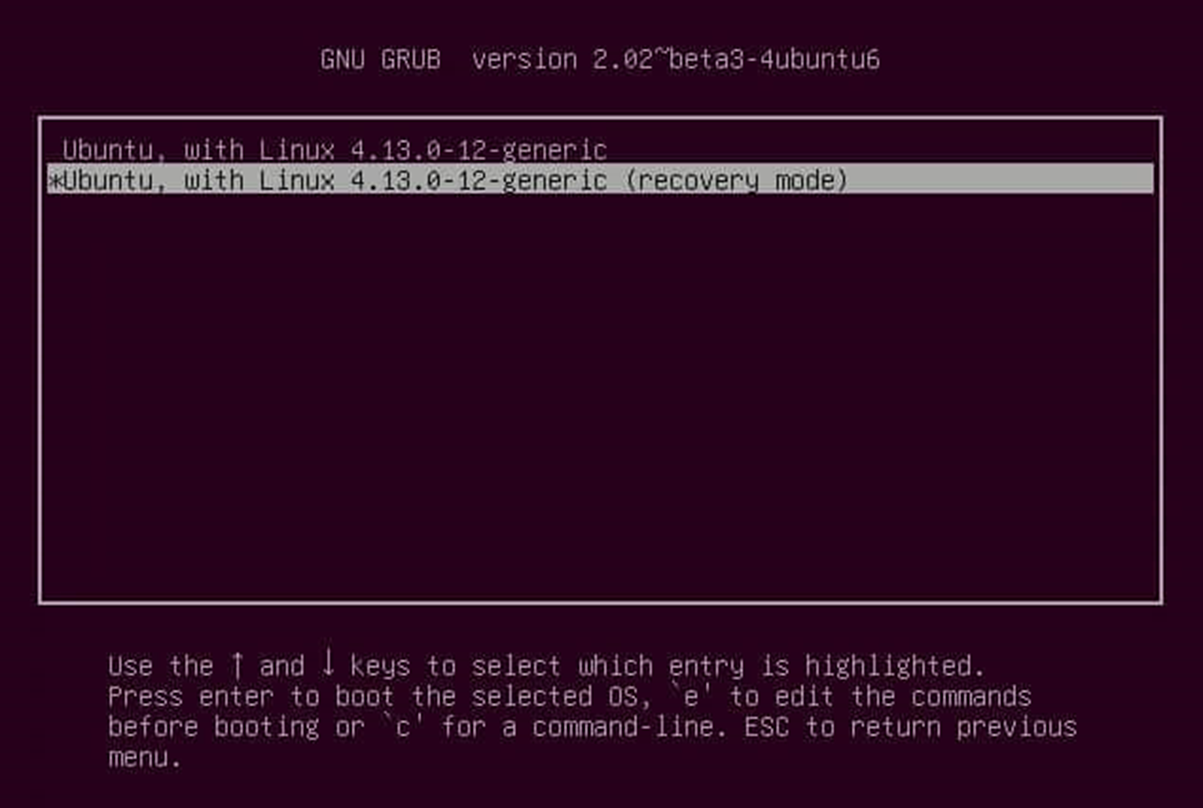 GNU GRUB  version 2.02~beta3-4ubuntu6
Ubuntu, with Linux 4.13.0-12-generic
*Ubuntu, with Linux 4.13.0-12-generic (recovery mode)
Use the ↑ and ↓ keys to select which entry is highlighted.
Press enter to boot the selected OS, `e' to edit the commands
before booting or `c' for a command-line. ESC to return previous
menu.